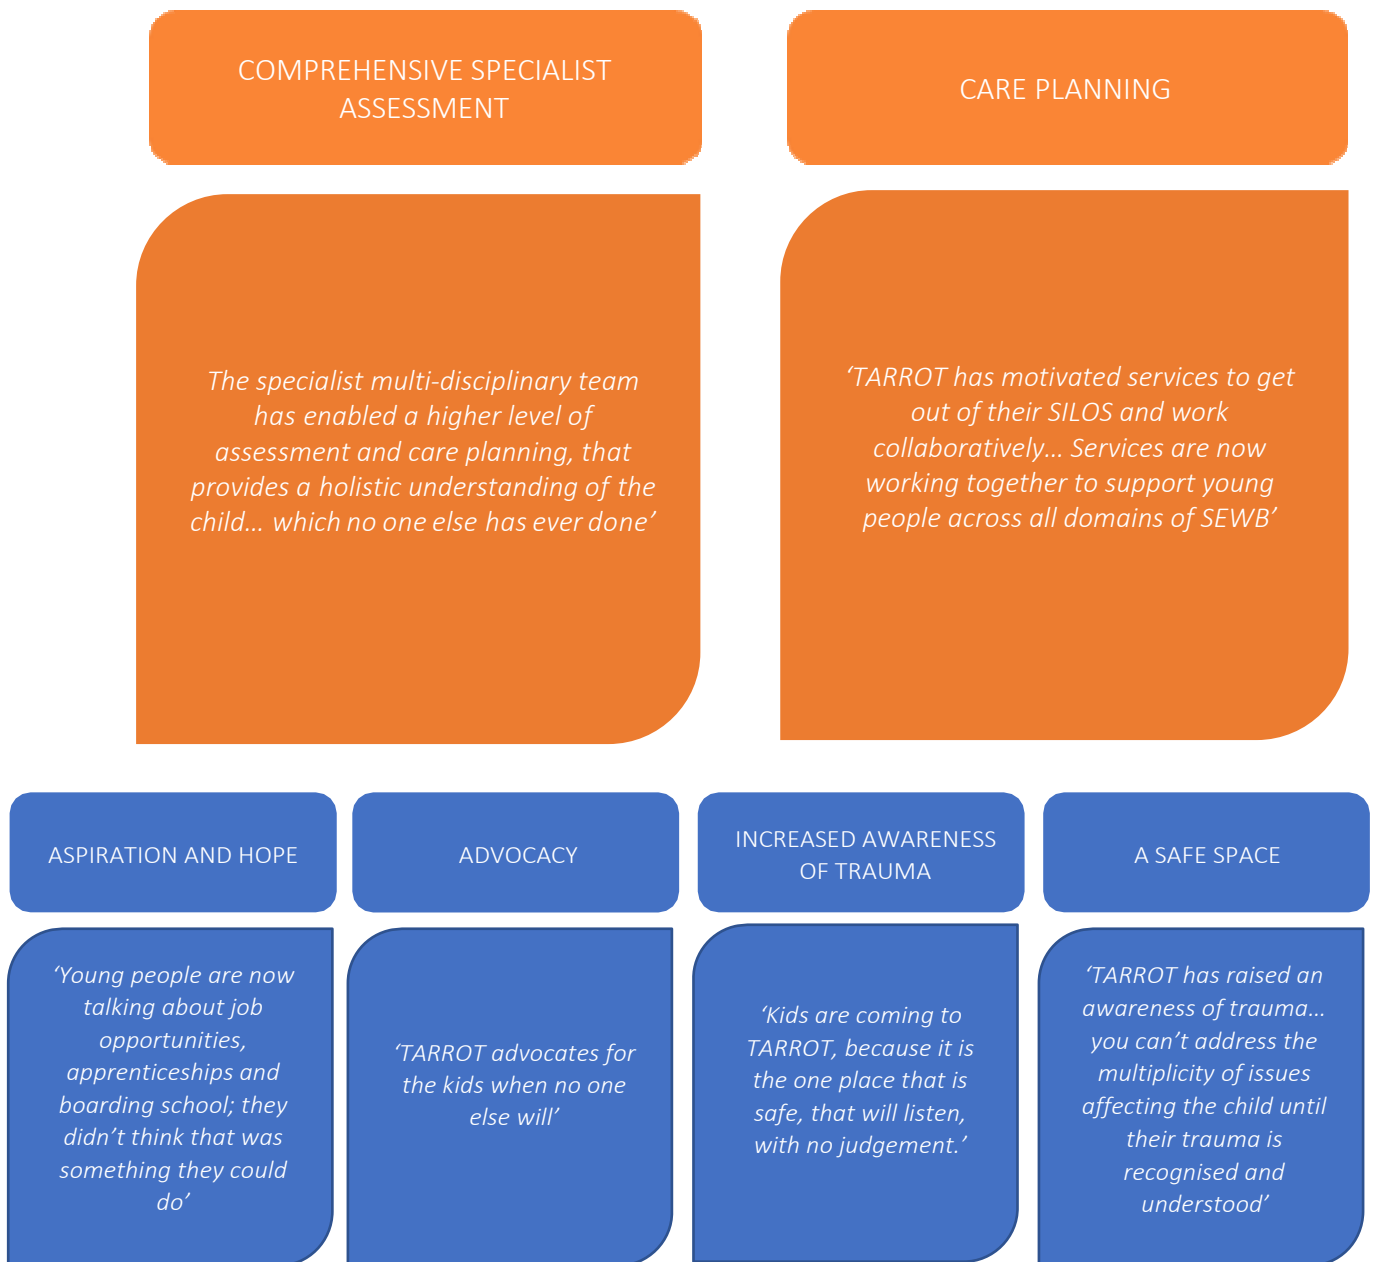 COMPREHENSIVE SPECIALIST
ASSESSMENT
The specialist multi-disciplinary team
has enabled a higher level of
assessment and care planning, that
provides a holistic understanding of the
child… which no one else has ever done’
CARE PLANNING
‘TARROT has motivated services to get
out of their SILOS and work
collaboratively… Services are now
working together to support young
people across all domains of SEWB’
ASPIRATION AND HOPE
‘Young people are now
talking about job
opportunities,
apprenticeships and
boarding school; they
didn’t think that was
something they could
do’
ADVOCACY
‘TARROT advocates for
the kids when no one
else will’
INCREASED AWARENESS
OF TRAUMA
‘Kids are coming to
TARROT, because it is
the one place that is
safe, that will listen,
with no judgement.’
A SAFE SPACE
‘TARROT has raised an
awareness of trauma…
you can’t address the
multiplicity of issues
affecting the child until
their trauma is
recognised and
understood’